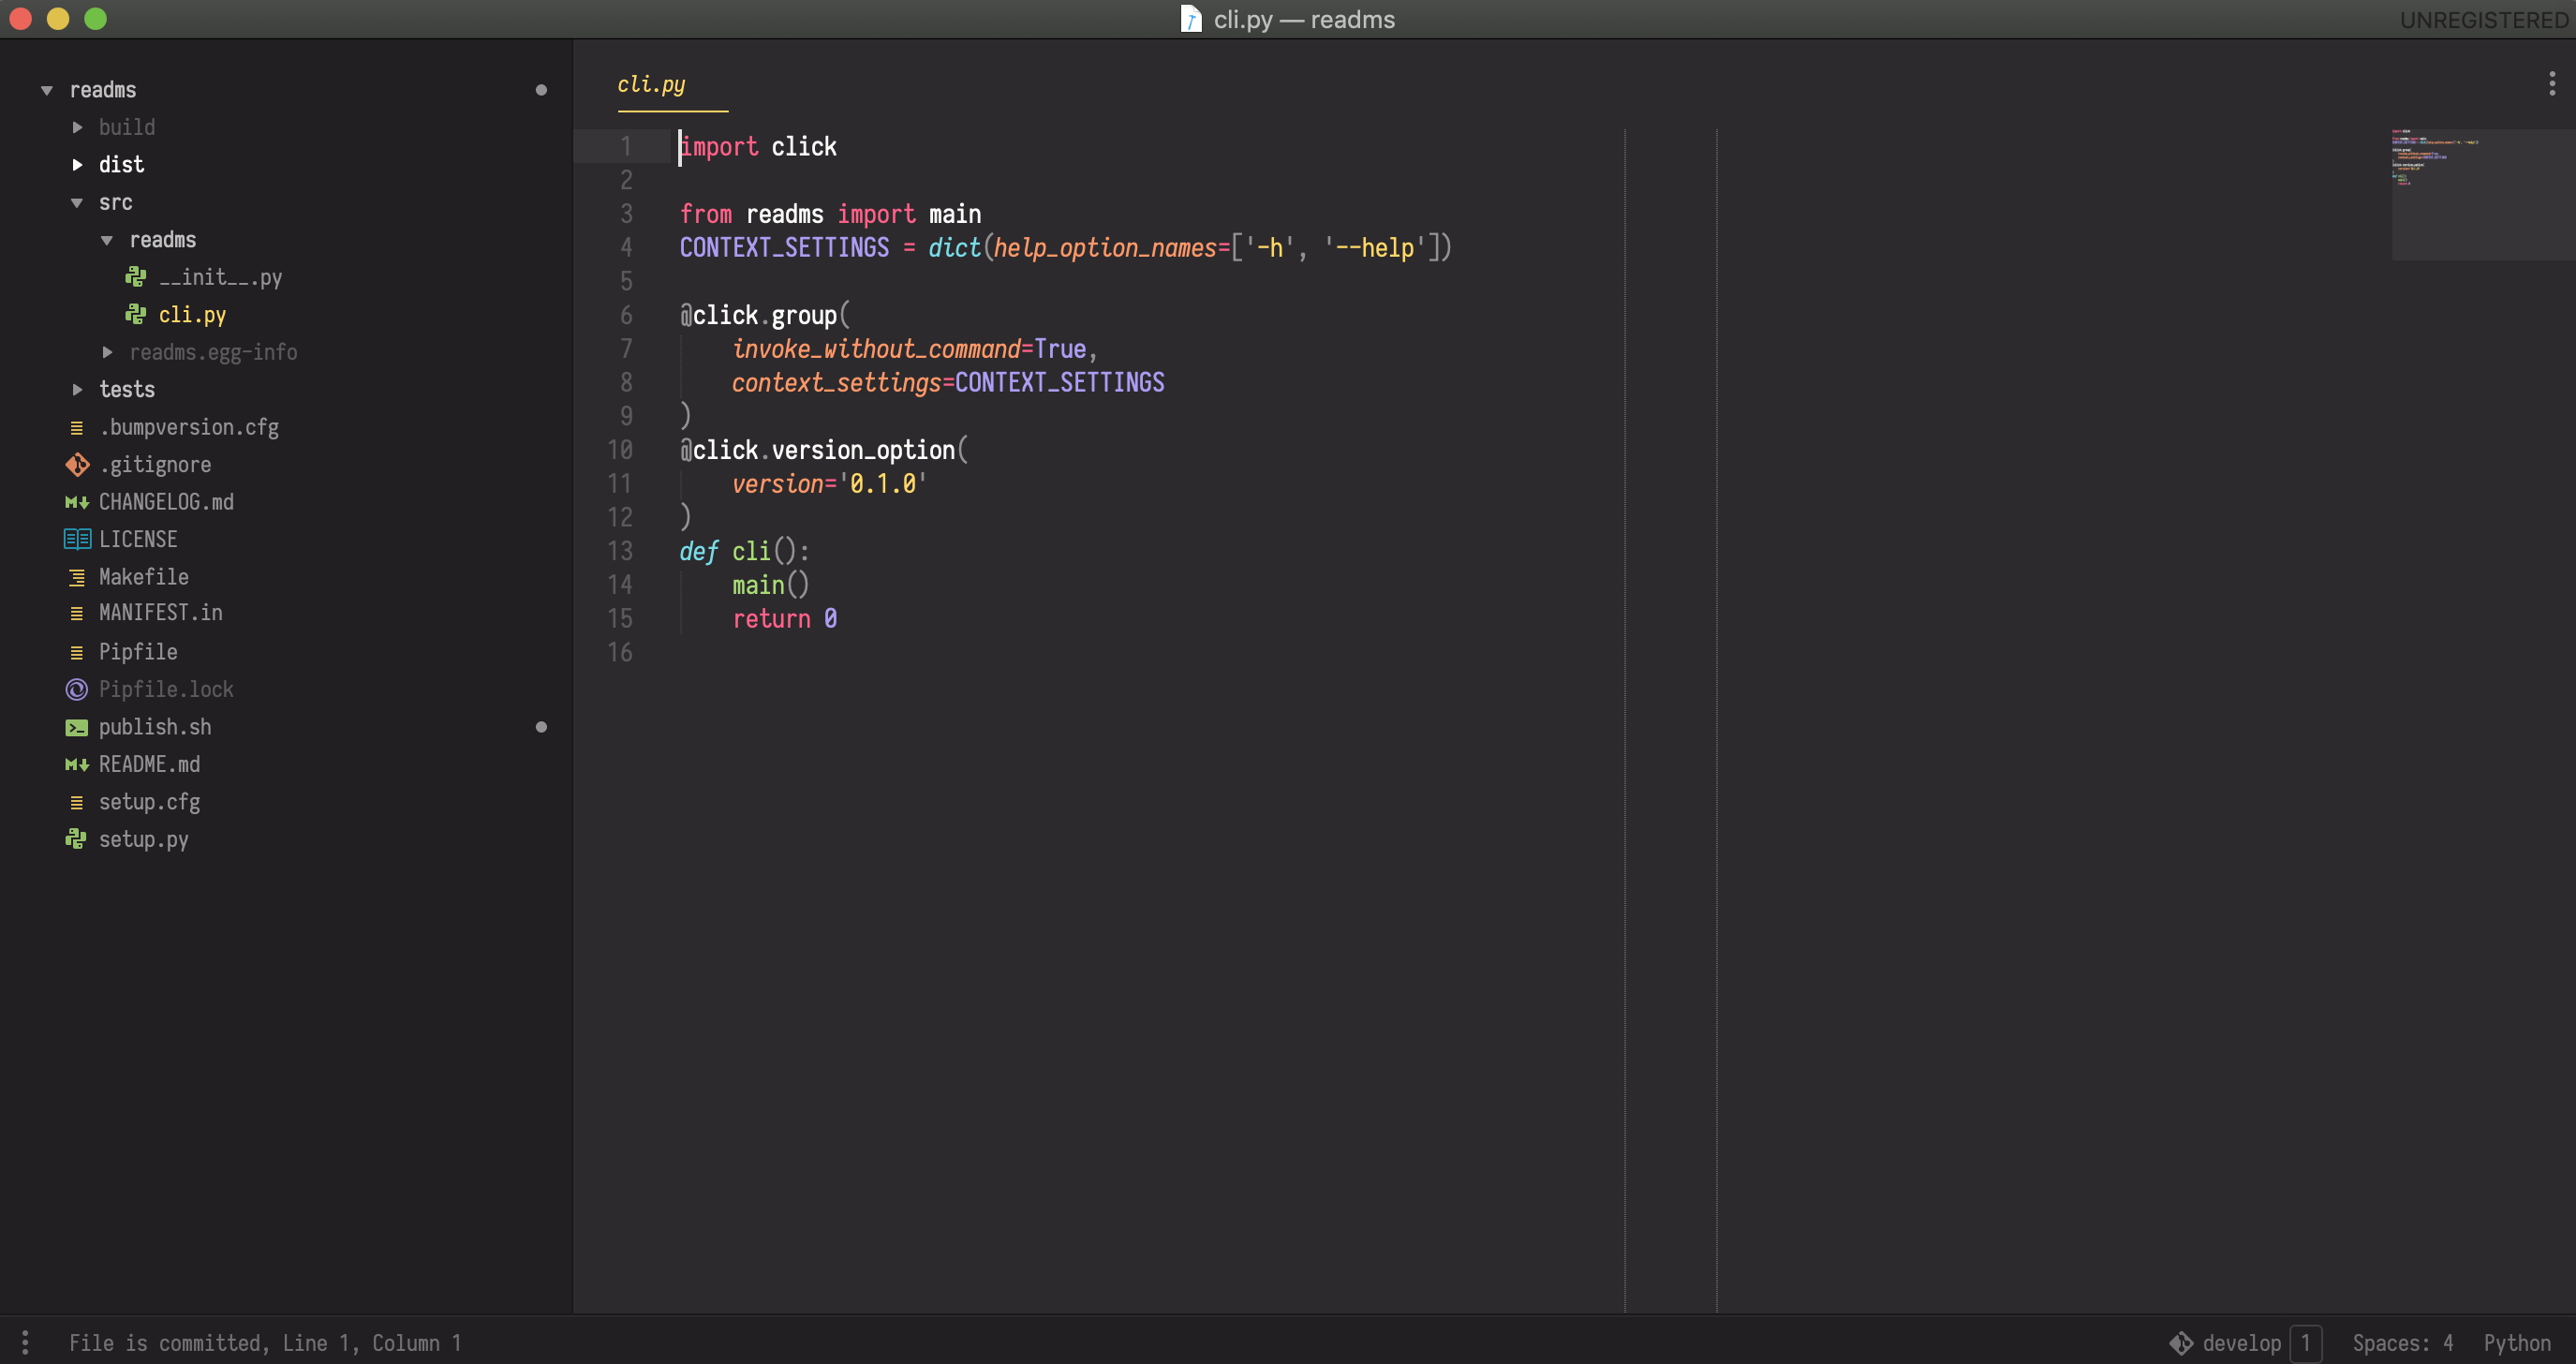 cli.py — readms
UNREGISTERED
readms
build
dist
src
readms
__init__.py
cli.py
readms.egg-info
tests
.bumpversion.cfg
.gitignore
CHANGELOG.md
LICENSE
Makefile
MANIFEST.in
Pipfile
Pipfile.lock
publish.sh
README.md
setup.cfg
setup.py
cli.py
1 import click
2
3 from readms import main
4 CONTEXT_SETTINGS = dict(help_option_names=['-h', '--help'])
5
6 @click.group(
7     invoke_without_command=True,
8     context_settings=CONTEXT_SETTINGS
9 )
10 @click.version_option(
11     version='0.1.0'
12 )
13 def cli():
14     main()
15     return 0
16
File is committed, Line 1, Column 1
develop 1
Spaces: 4
Python